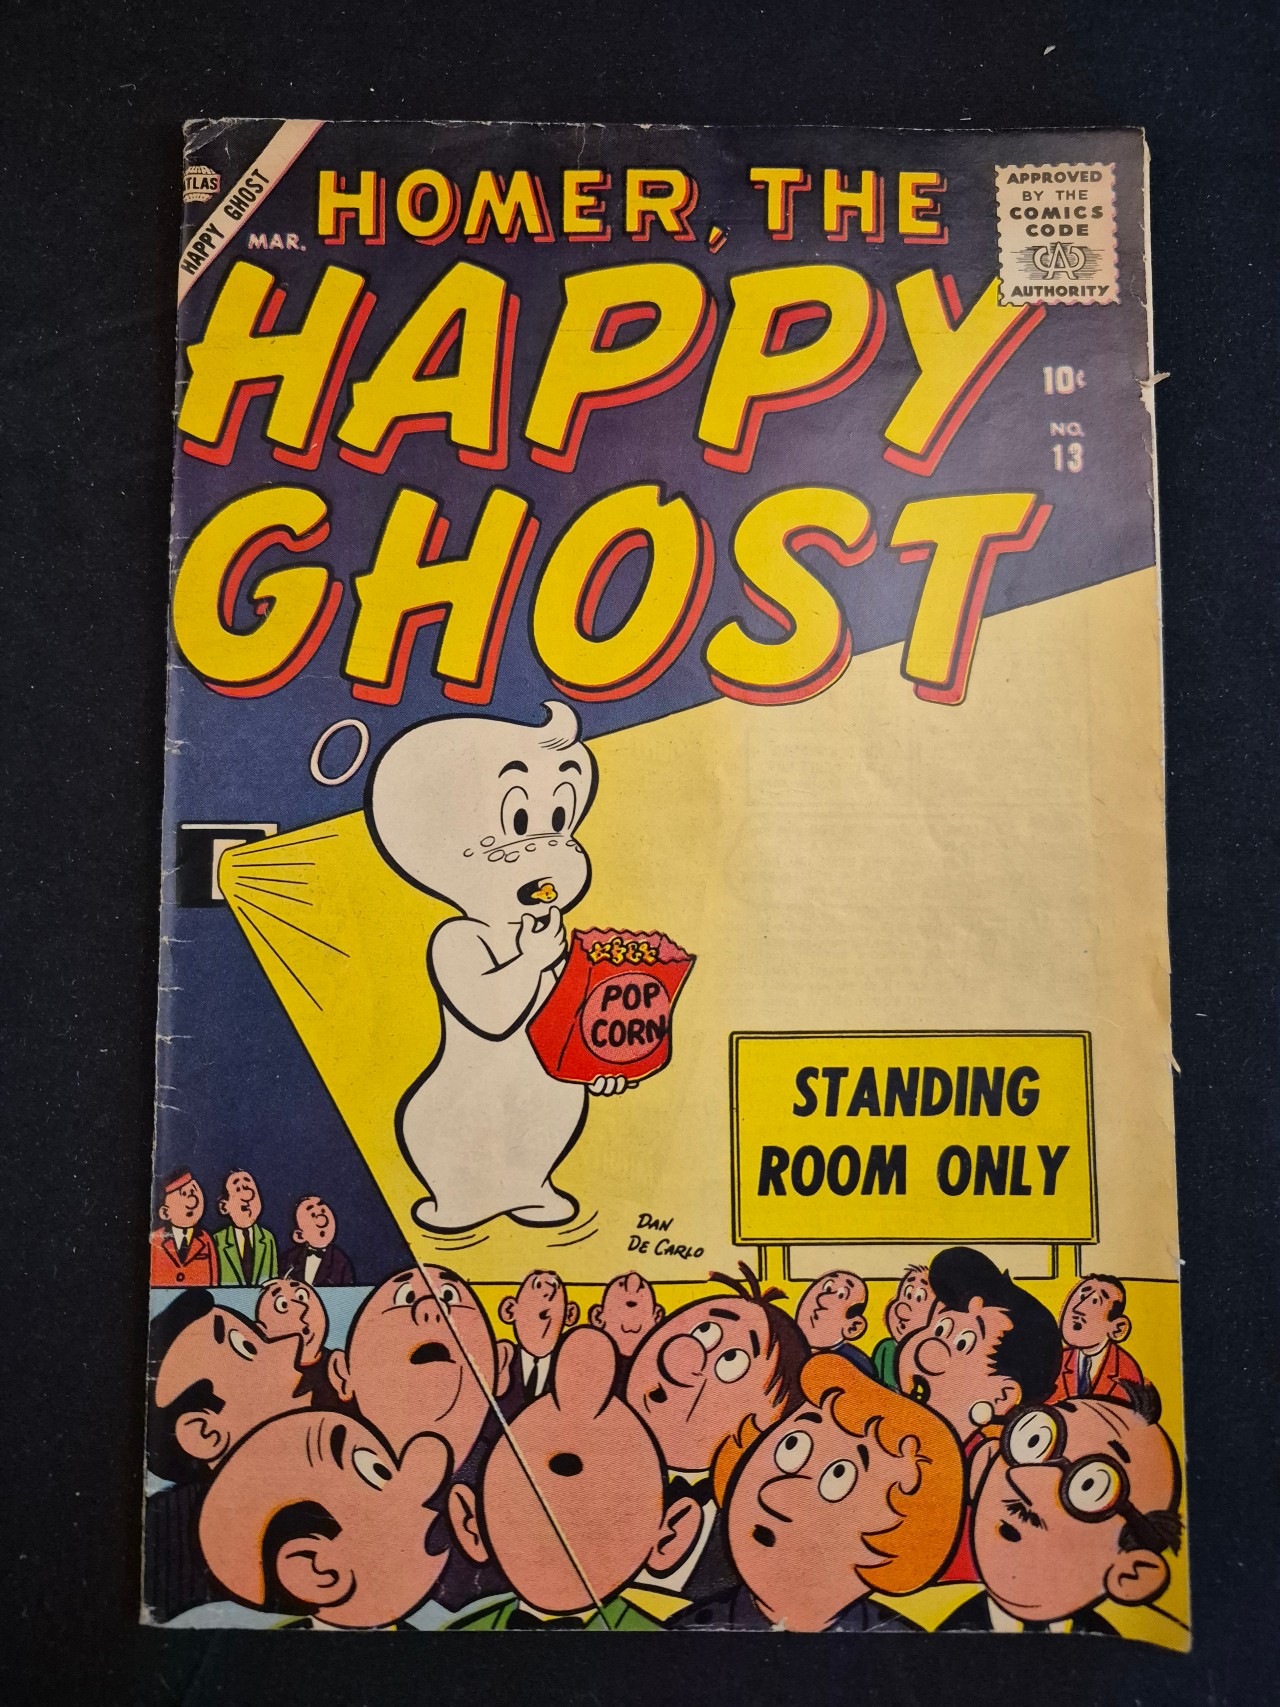 HAPPY GHOST
ATLAS
MAR.
HOMER, THE
HAPPY
GHOST
APPROVED
BY THE
COMICS
CODE
CA
AUTHORITY
10¢
NO.
13
POP
CORN
STANDING
ROOM ONLY
DAN
DE CARLO